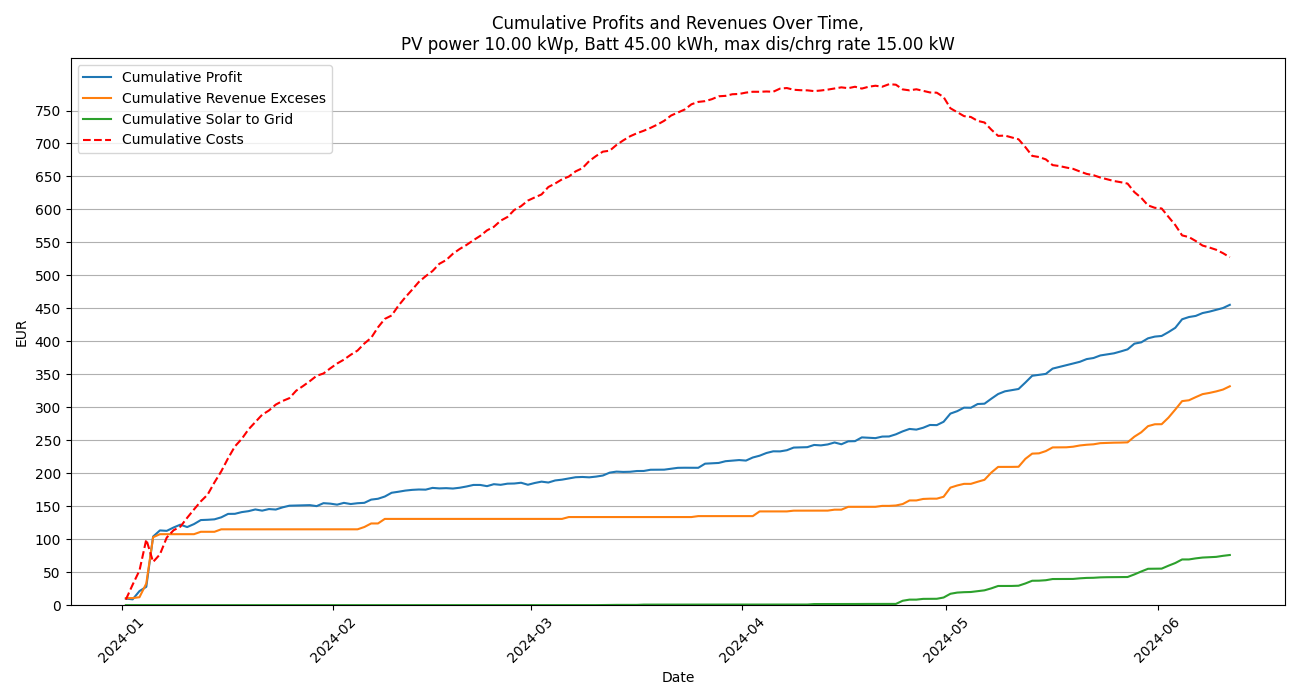 Cumulative Profits and Revenues Over Time,
PV power 10.00 kWp, Batt 45.00 kWh, max dis/chrg rate 15.00 kW
Cumulative Profit
Cumulative Revenue Exceses
Cumulative Solar to Grid
Cumulative Costs
EUR
750
700
650
600
550
500
450
400
350
300
250
200
150
100
50
0
2024-01
2024-02
2024-03
2024-04
2024-05
2024-06
Date